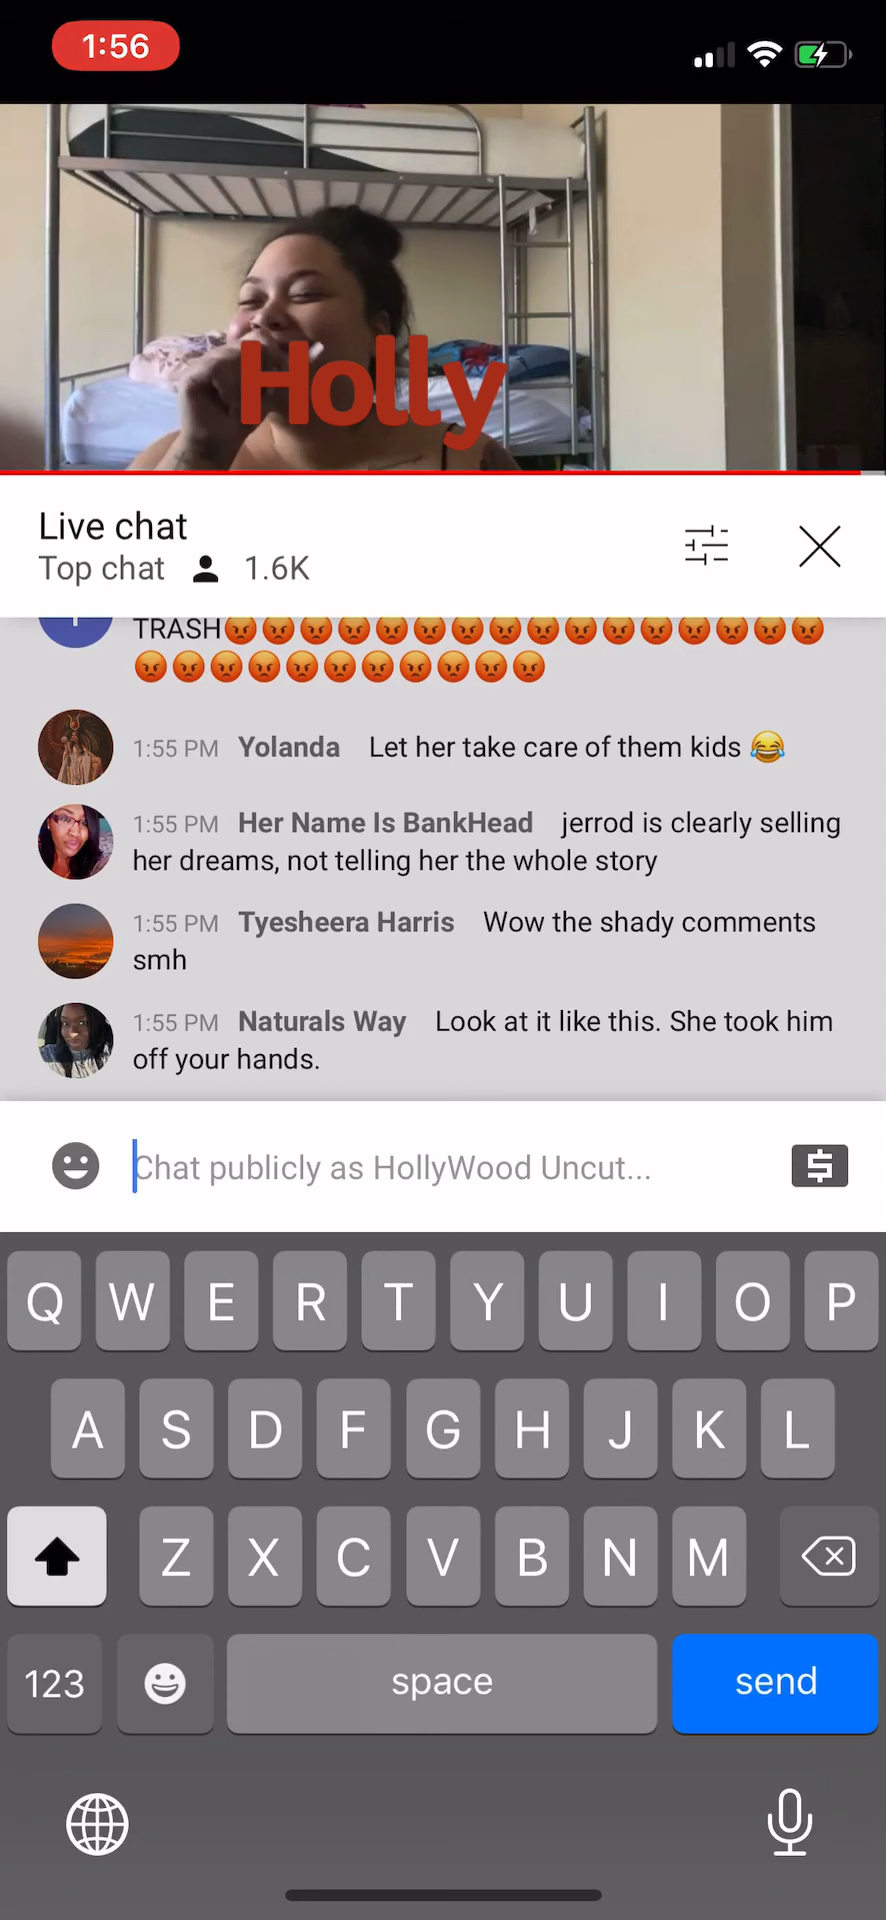 1:56
Holly
Live chat
Top chat 1.6K
TRASH😡😡😡😡😡😡😡😡😡😡😡😡😡😡😡😡
😡😡😡😡😡😡😡😡😡😡😡
1:55 PM Yolanda Let her take care of them kids 😂
1:55 PM Her Name Is BankHead jerrod is clearly selling
her dreams, not telling her the whole story
1:55 PM Tyesheera Harris Wow the shady comments
smh
1:55 PM Naturals Way Look at it like this. She took him
off your hands.
Chat publicly as HollyWood Uncut...
Q W E R T Y U I O P
A S D F G H J K L
Z X C V B N M
123 space send